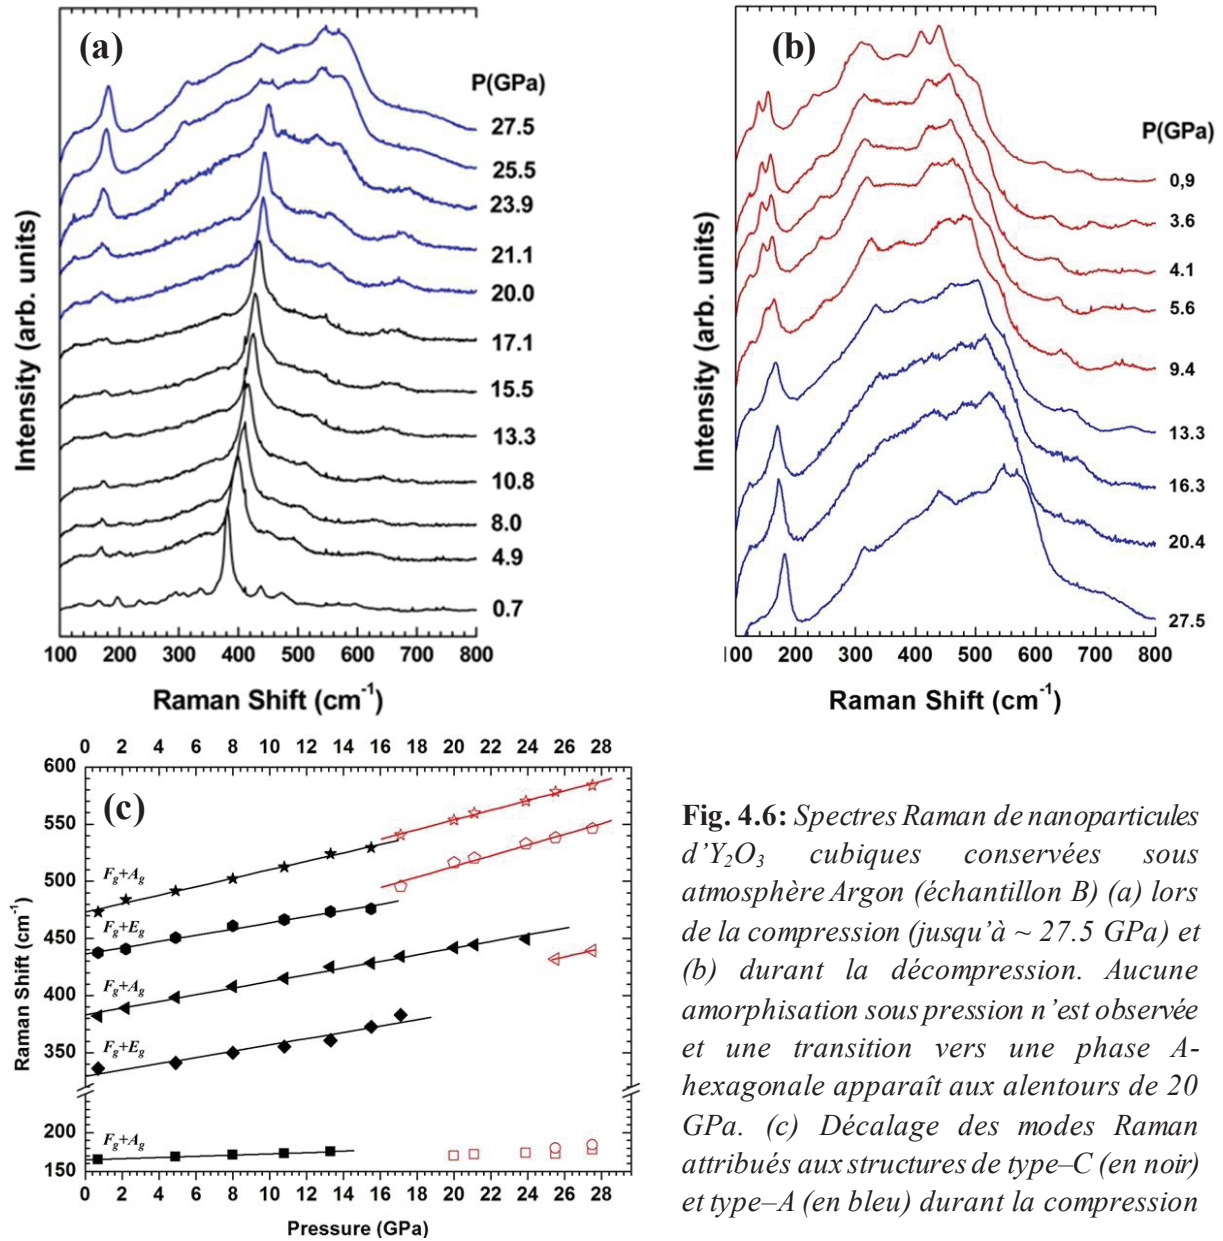 (a)
P(GPa)
27.5
25.5
23.9
21.1
20.0
17.1
15.5
13.3
10.8
8.0
4.9
0.7
Intensity (arb. units)
100 200 300 400 500 600 700 800
Raman Shift (cm-1)
(b)
P(GPa)
0,9
3.6
4.1
5.6
9.4
13.3
16.3
20.4
27.5
Intensity (arb. units)
100 200 300 400 500 600 700 800
Raman Shift (cm-1)
0 2 4 6 8 10 12 14 16 18 20 22 24 26 28
(c)
600
550
500
450
400
350
200
150
Raman Shift (cm-1)
Fg+Ag
Fg+Eg
Fg+Ag
Fg+Eg
Fg+Ag
0 2 4 6 8 10 12 14 16 18 20 22 24 26 28
Pressure (GPa)
Fig. 4.6: Spectres Raman de nanoparticules
d’Y2O3 cubiques conservées sous
atmosphère Argon (échantillon B) (a) lors
de la compression (jusqu’à ~ 27.5 GPa) et
(b) durant la décompression. Aucune
amorphisation sous pression n’est observée
et une transition vers une phase A-
hexagonale apparaît aux alentours de 20
GPa. (c) Décalage des modes Raman
attribués aux structures de type–C (en noir)
et type–A (en bleu) durant la compression